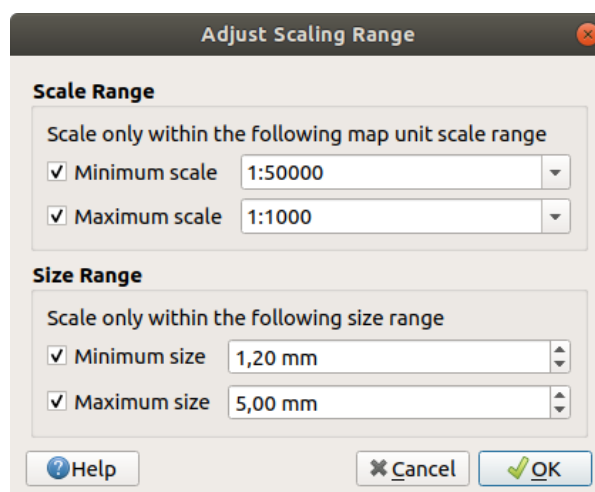 Adjust Scaling Range
Scale Range
Scale only within the following map unit scale range
Minimum scale 1:50000
Maximum scale 1:1000
Size Range
Scale only within the following size range
Minimum size 1,20 mm
Maximum size 5,00 mm
Help Cancel OK